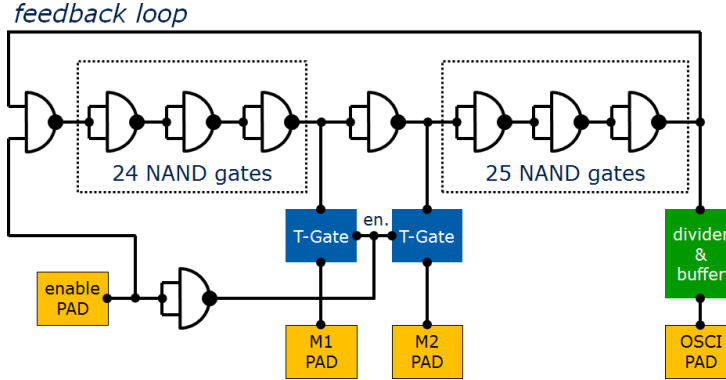 feedback loop
24 NAND gates
25 NAND gates
T-Gate
en.
T-Gate
divider
&
buffer
enable
PAD
M1
PAD
M2
PAD
OSCI
PAD